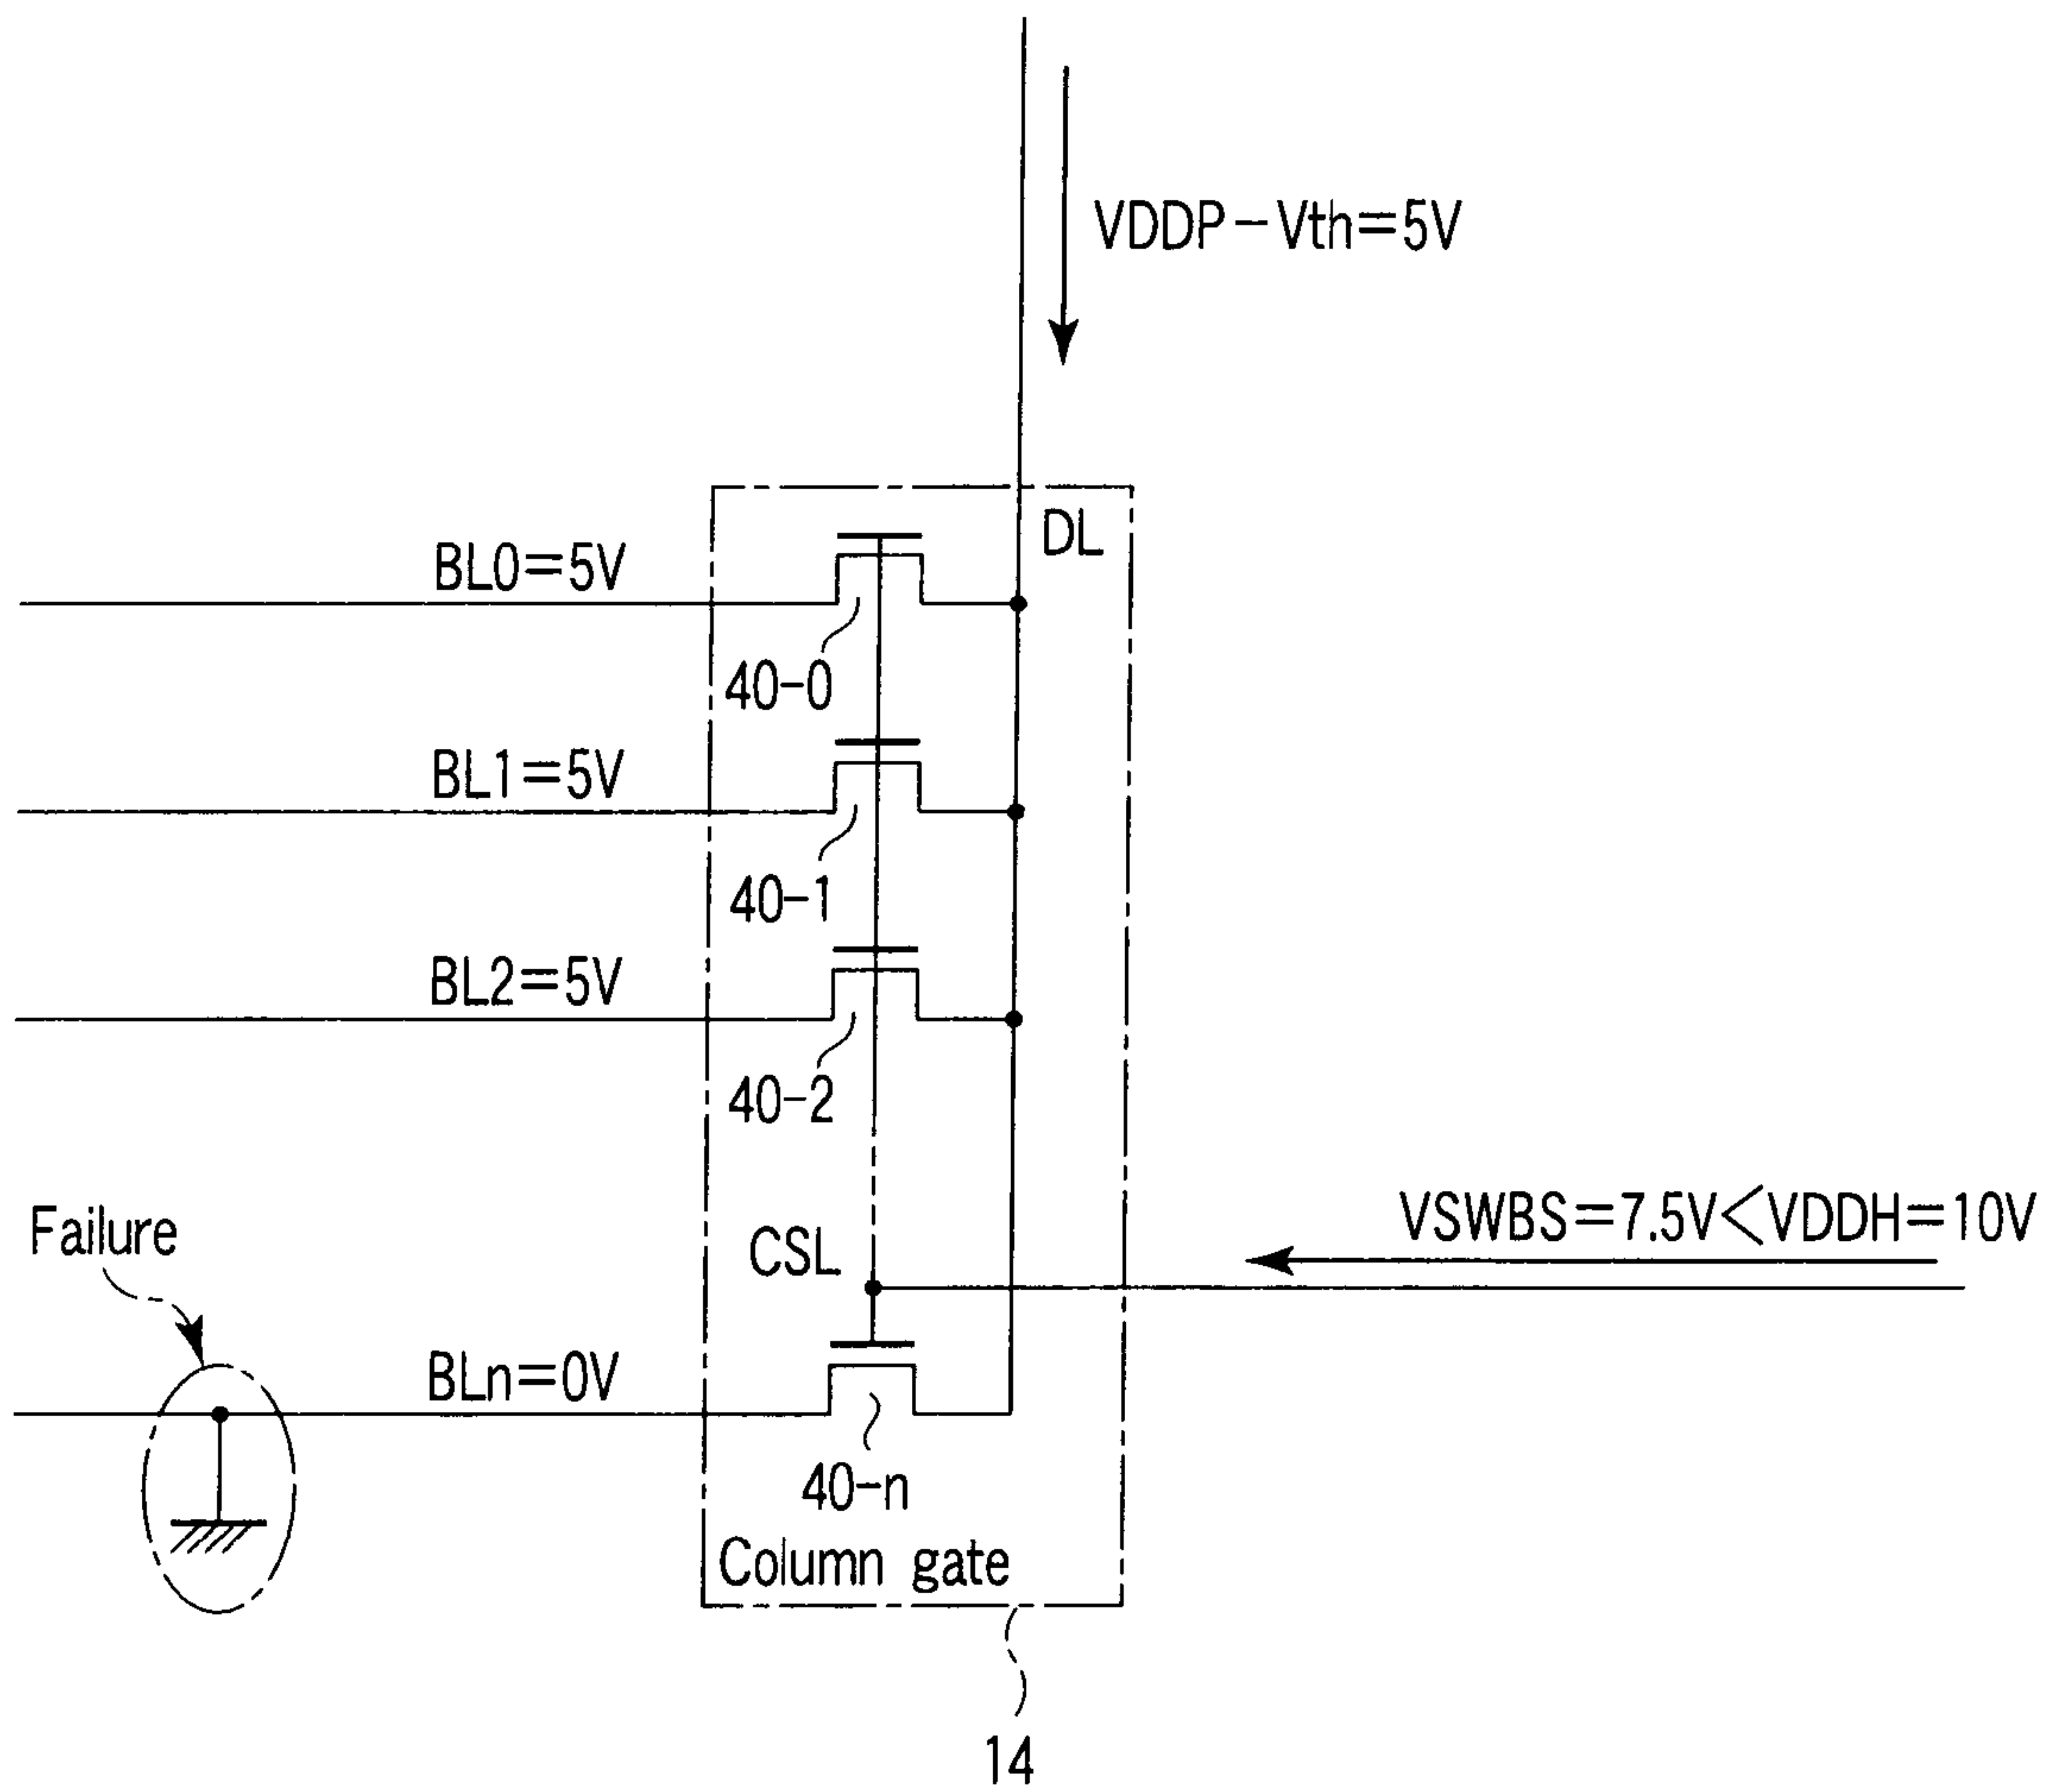 VDDP−Vth=5V
DL
BL0=5V
40-0
BL1=5V
40-1
BL2=5V
40-2
VSWBS=7.5V<VDDH=10V
Failure
CSL
BLn=0V
40-n
Column gate
14